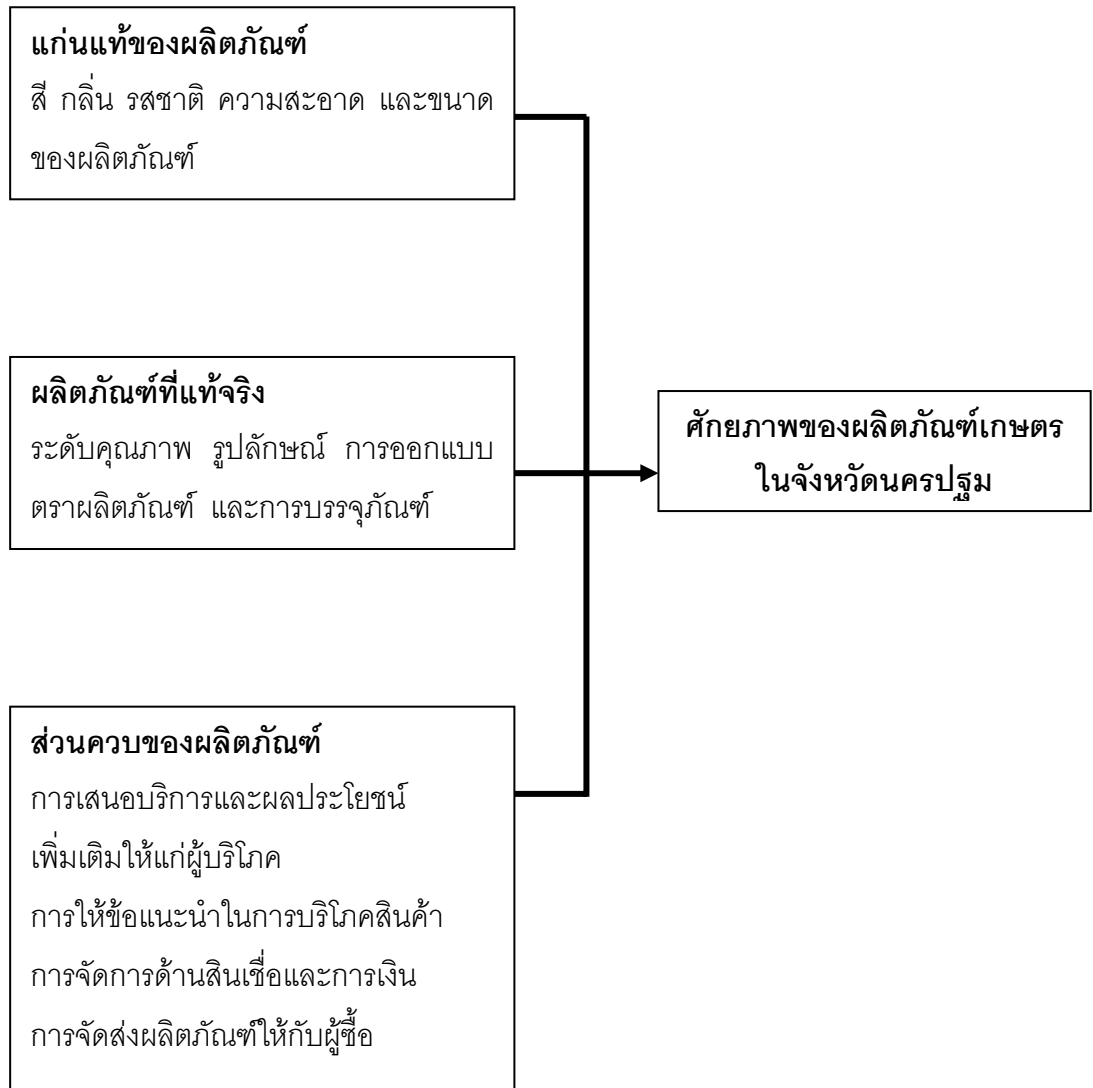 แก่นแท้ของผลิตภัณฑ์
สี กลิ่น รสชาติ ความสะอาด และขนาด
ของผลิตภัณฑ์
ผลิตภัณฑ์ที่แท้จริง
ระดับคุณภาพ รูปลักษณ์ การออกแบบ
ตราผลิตภัณฑ์ และการบรรจุภัณฑ์
ศักยภาพของผลิตภัณฑ์เกษตร
ในจังหวัดนครปฐม
ส่วนควบของผลิตภัณฑ์
การเสนอบริการและผลประโยชน์
เพิ่มเติมให้แก่ผู้บริโภค
การให้ข้อแนะนำในการบริโภคสินค้า
การจัดการด้านสินเชื่อและการเงิน
การจัดส่งผลิตภัณฑ์ให้กับผู้ซื้อ